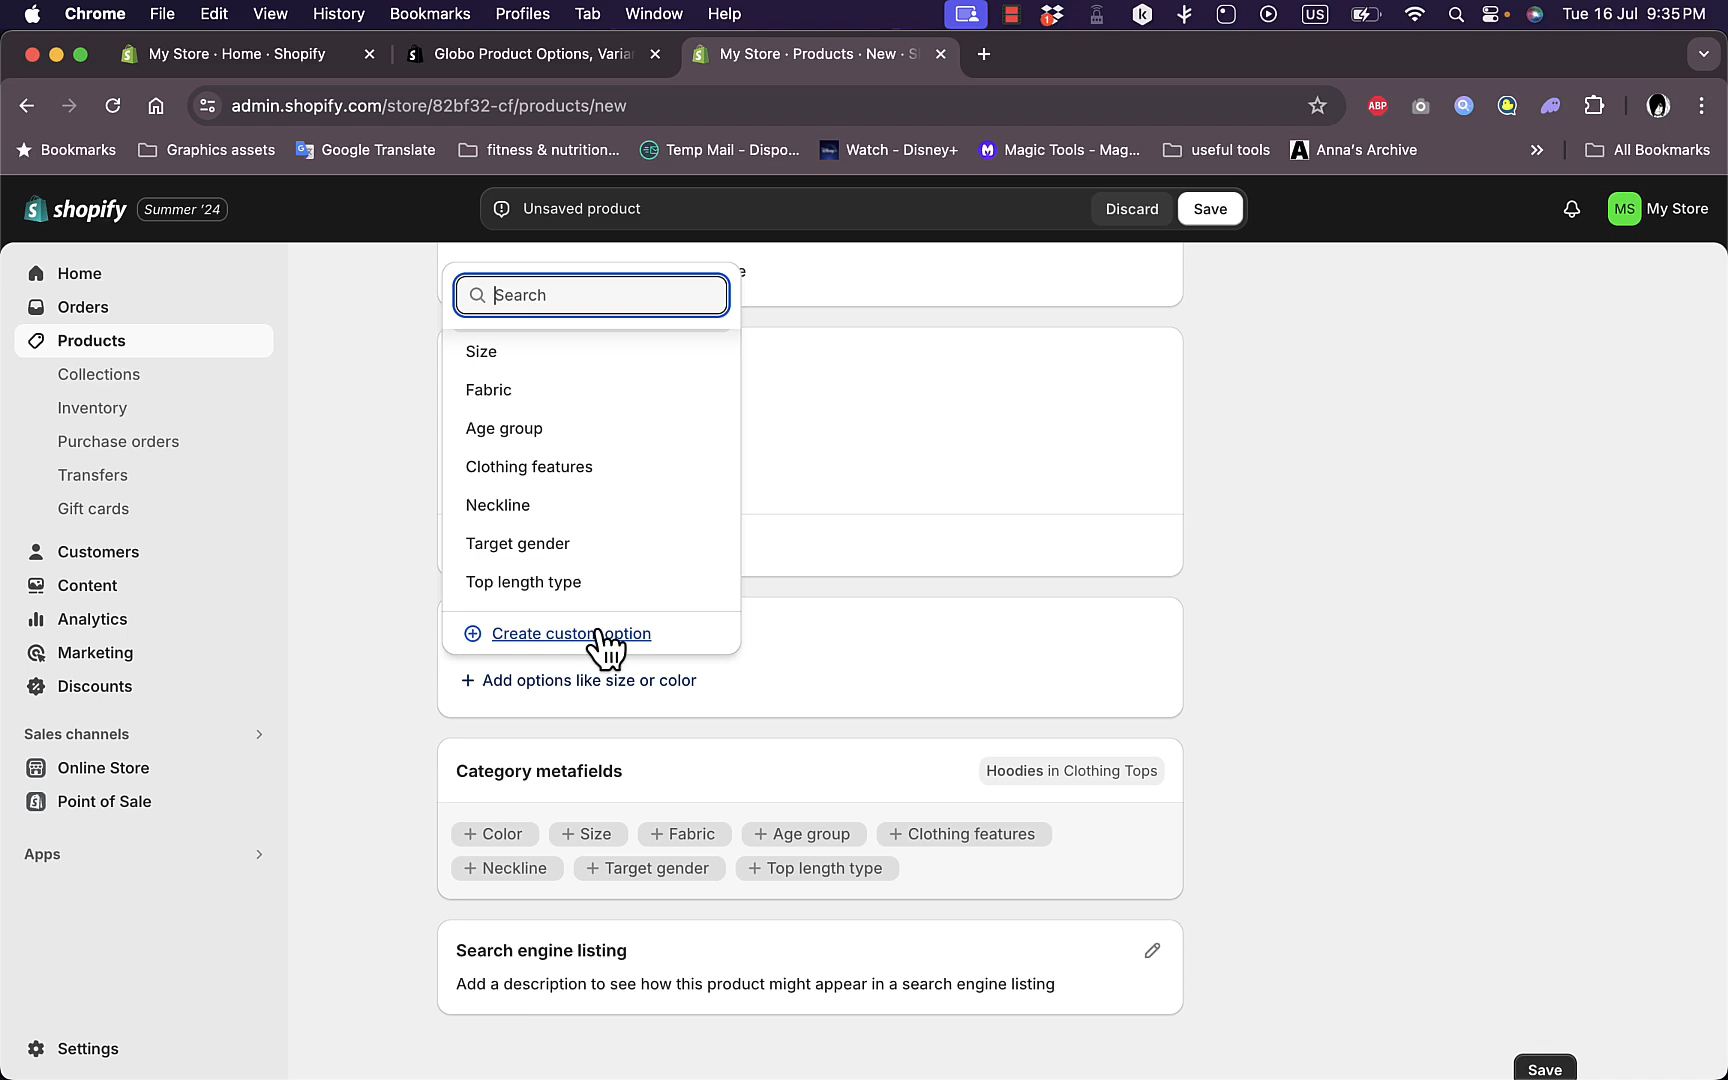 Chrome File Edit View History Bookmarks Profiles Tab Window Help US Tue 16 Jul 9:35 PM
My Store · Home · Shopify Globo Product Options, Varia My Store · Products · New · S
admin.shopify.com/store/82bf32-cf/products/new ABP
Bookmarks Graphics assets Google Translate fitness & nutrition... Temp Mail - Dispo... Watch - Disney+ Magic Tools - Mag... useful tools Anna's Archive All Bookmarks
shopify Summer '24 Unsaved product Discard Save MS My Store
Home
Orders
Products
Collections
Inventory
Purchase orders
Transfers
Gift cards
Customers
Content
Analytics
Marketing
Discounts
Sales channels
Online Store
Point of Sale
Apps
Settings
e
Search
Size
Fabric
Age group
Clothing features
Neckline
Target gender
Top length type
Create custom option
+ Add options like size or color
Category metafields Hoodies in Clothing Tops
+ Color + Size + Fabric + Age group + Clothing features
+ Neckline + Target gender + Top length type
Search engine listing
Add a description to see how this product might appear in a search engine listing
Save